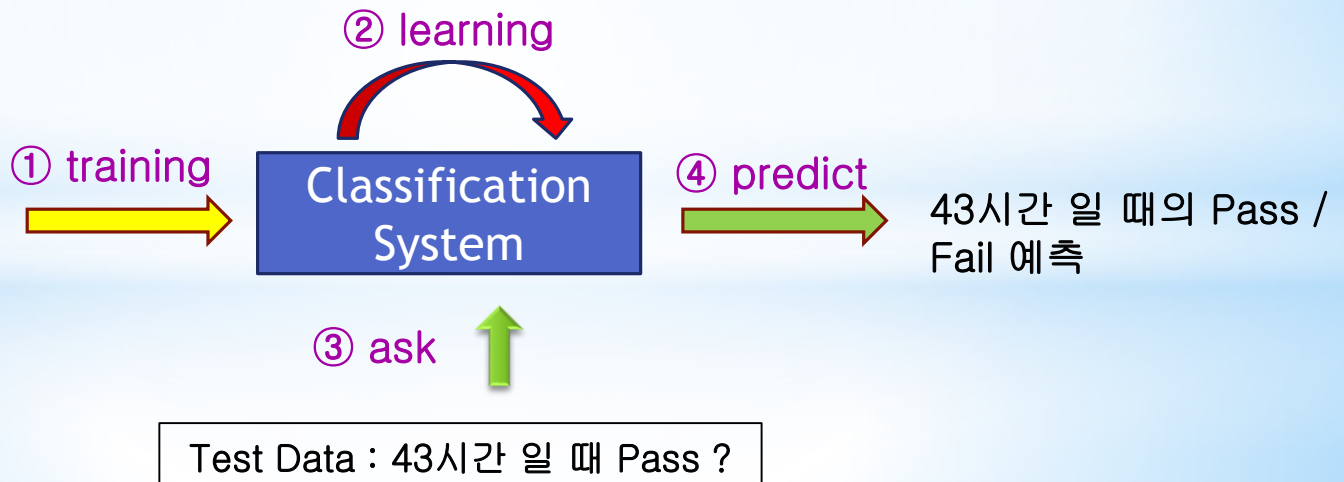 ② learning
① training
Classification
System
④ predict
43시간 일 때의 Pass /
Fail 예측
③ ask
Test Data : 43시간 일 때 Pass ?